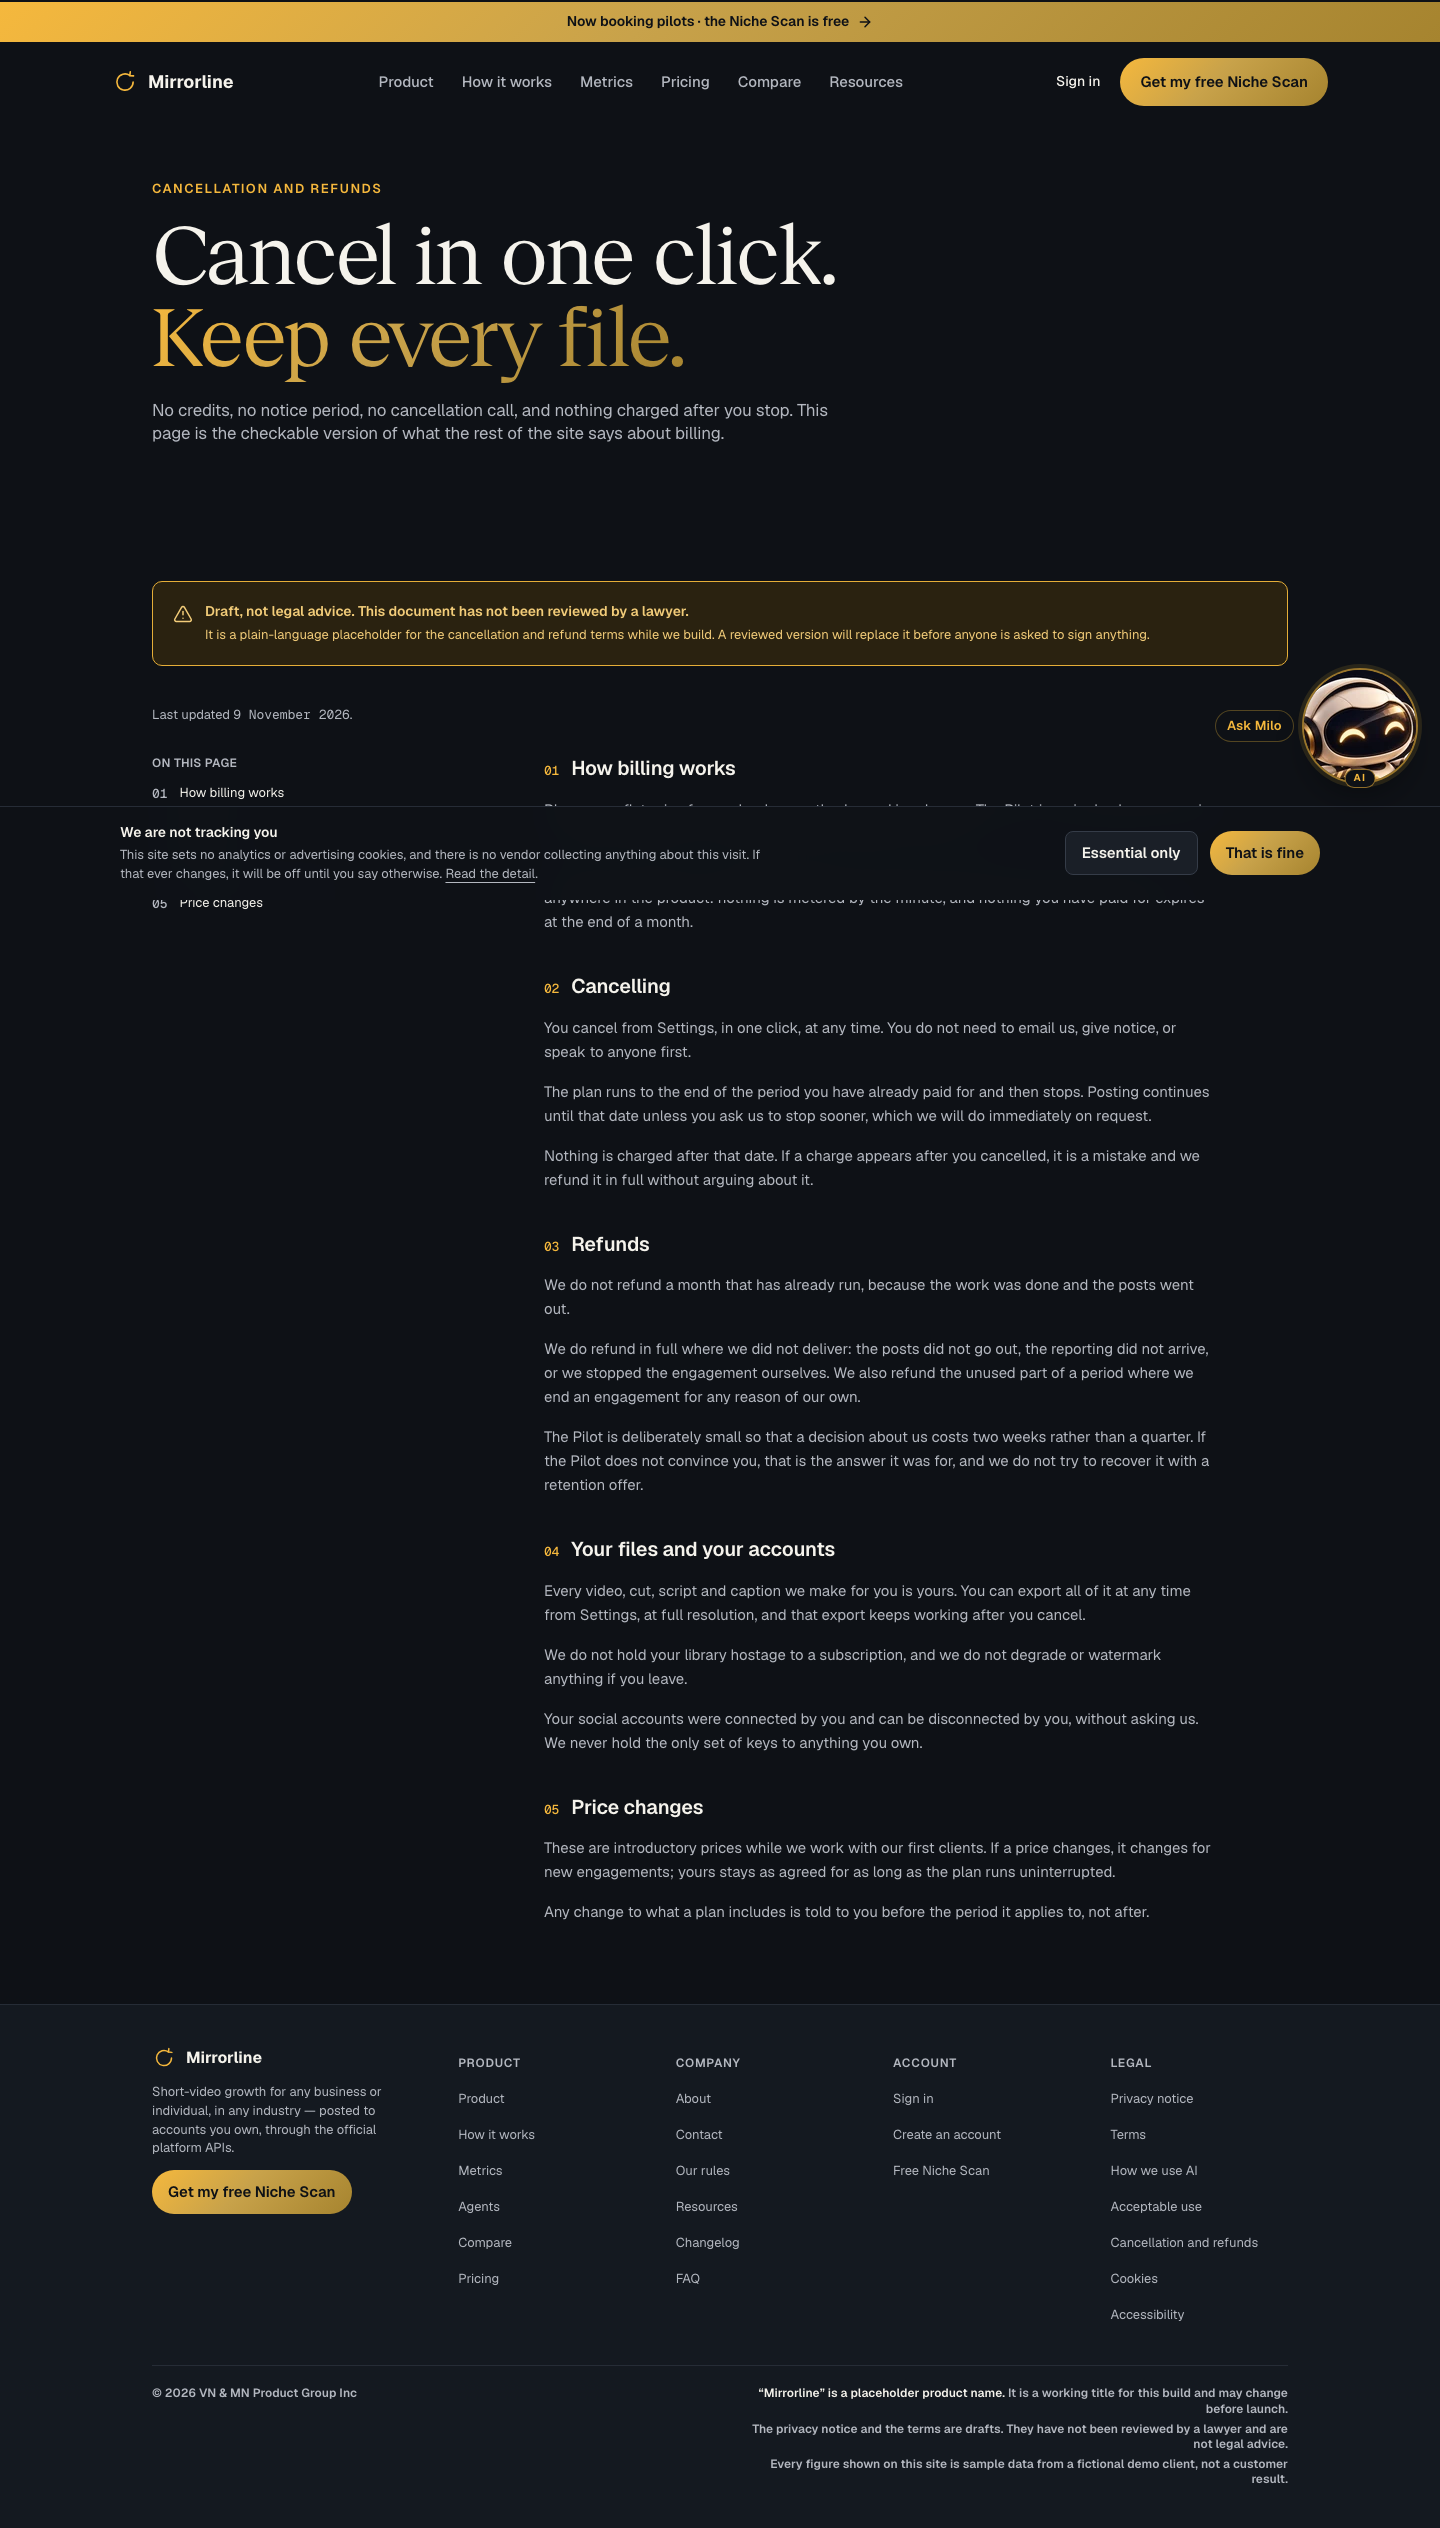 Now booking pilots · the Niche Scan is free →
Mirrorline
Product
How it works
Metrics
Pricing
Compare
Resources
Sign in
Get my free Niche Scan
CANCELLATION AND REFUNDS
Cancel in one click.
Keep every file.
No credits, no notice period, no cancellation call, and nothing charged after you stop. This
page is the checkable version of what the rest of the site says about billing.
Draft, not legal advice. This document has not been reviewed by a lawyer.
It is a plain-language placeholder for the cancellation and refund terms while we build. A reviewed version will replace it before anyone is asked to sign anything.
Last updated 9 November 2026.
Ask Milo
AI
ON THIS PAGE
01 How billing works
01 How billing works
We are not tracking you
This site sets no analytics or advertising cookies, and there is no vendor collecting anything about this visit. If
that ever changes, it will be off until you say otherwise. Read the detail.
Essential only
That is fine
05 Price changes
anywhere in the product: nothing is metered by the minute, and nothing you have paid for expires
at the end of a month.
02 Cancelling
You cancel from Settings, in one click, at any time. You do not need to email us, give notice, or
speak to anyone first.
The plan runs to the end of the period you have already paid for and then stops. Posting continues
until that date unless you ask us to stop sooner, which we will do immediately on request.
Nothing is charged after that date. If a charge appears after you cancelled, it is a mistake and we
refund it in full without arguing about it.
03 Refunds
We do not refund a month that has already run, because the work was done and the posts went
out.
We do refund in full where we did not deliver: the posts did not go out, the reporting did not arrive,
or we stopped the engagement ourselves. We also refund the unused part of a period where we
end an engagement for any reason of our own.
The Pilot is deliberately small so that a decision about us costs two weeks rather than a quarter. If
the Pilot does not convince you, that is the answer it was for, and we do not try to recover it with a
retention offer.
04 Your files and your accounts
Every video, cut, script and caption we make for you is yours. You can export all of it at any time
from Settings, at full resolution, and that export keeps working after you cancel.
We do not hold your library hostage to a subscription, and we do not degrade or watermark
anything if you leave.
Your social accounts were connected by you and can be disconnected by you, without asking us.
We never hold the only set of keys to anything you own.
05 Price changes
These are introductory prices while we work with our first clients. If a price changes, it changes for
new engagements; yours stays as agreed for as long as the plan runs uninterrupted.
Any change to what a plan includes is told to you before the period it applies to, not after.
Mirrorline
Short-video growth for any business or
individual, in any industry — posted to
accounts you own, through the official
platform APIs.
Get my free Niche Scan
PRODUCT
Product
How it works
Metrics
Agents
Compare
Pricing
COMPANY
About
Contact
Our rules
Resources
Changelog
FAQ
ACCOUNT
Sign in
Create an account
Free Niche Scan
LEGAL
Privacy notice
Terms
How we use AI
Acceptable use
Cancellation and refunds
Cookies
Accessibility
© 2026 VN & MN Product Group Inc
“Mirrorline” is a placeholder product name. It is a working title for this build and may change
before launch.
The privacy notice and the terms are drafts. They have not been reviewed by a lawyer and are
not legal advice.
Every figure shown on this site is sample data from a fictional demo client, not a customer
result.